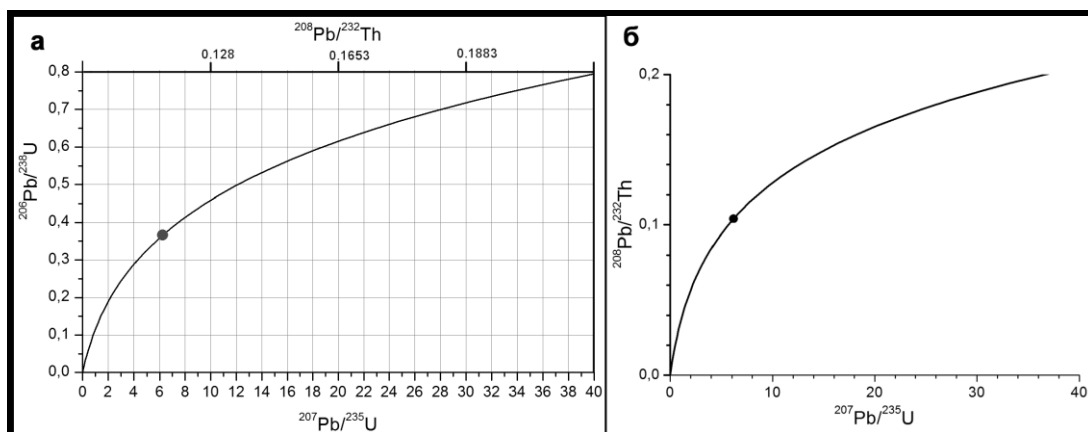 а
²⁰⁸Pb/²³²Th
0.128 0.1653 0.1883
²⁰⁶Pb/²³⁸U
0,8
0,7
0,6
0,5
0,4
0,3
0,2
0,1
0,0
0 2 4 6 8 10 12 14 16 18 20 22 24 26 28 30 32 34 36 38 40
²⁰⁷Pb/²³⁵U
б
²⁰⁸Pb/²³²Th
0,2
0,1
0,0
0 10 20 30 40
²⁰⁷Pb/²³⁵U